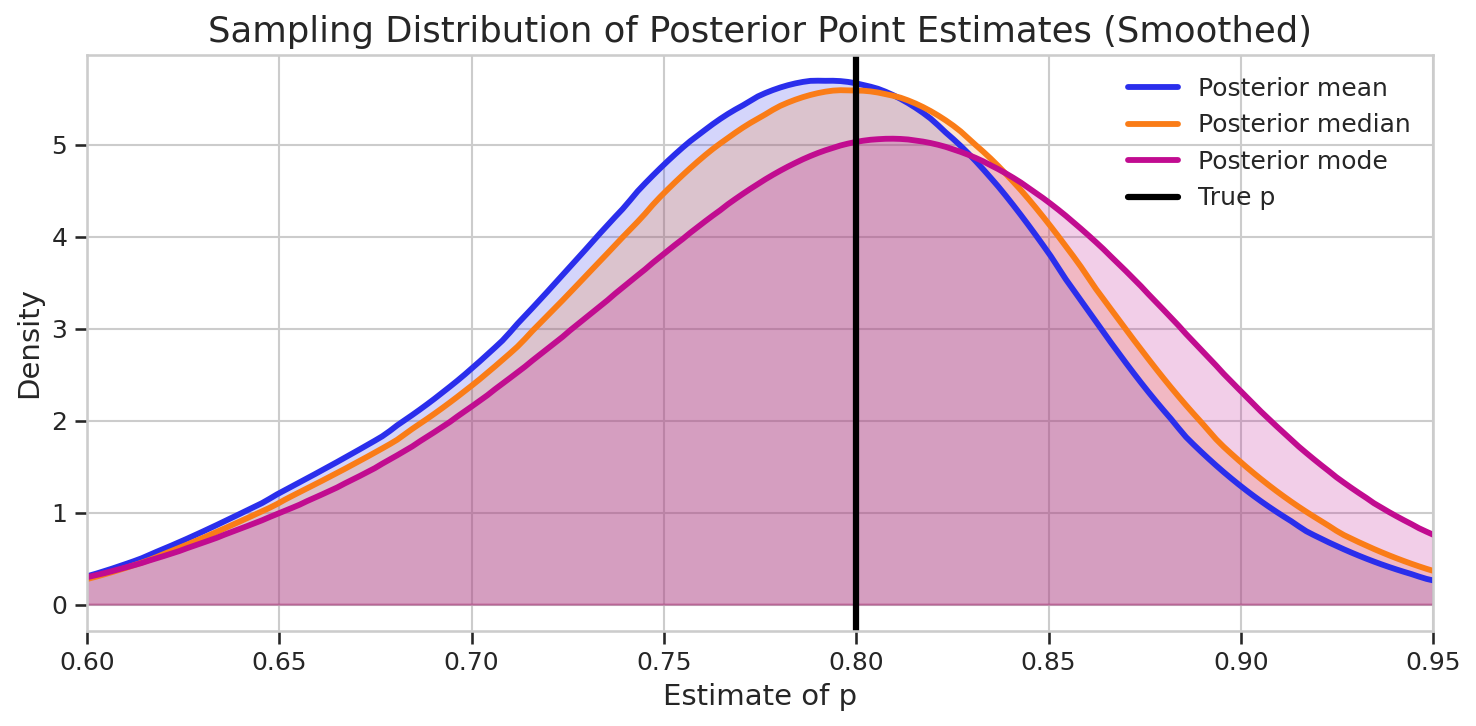 Sampling Distribution of Posterior Point Estimates (Smoothed)
Posterior mean
Posterior median
Posterior mode
True p
Density
5
4
3
2
1
0
0.60 0.65 0.70 0.75 0.80 0.85 0.90 0.95
Estimate of p